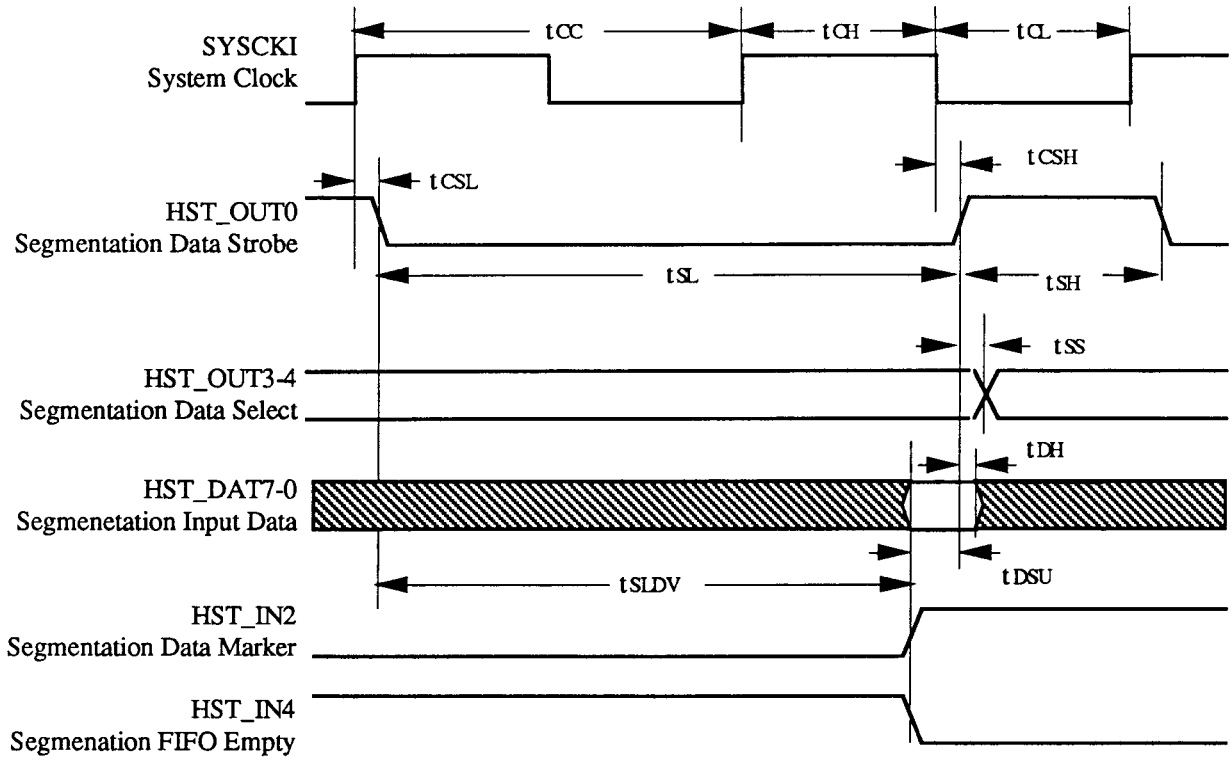 tCC
tCH
tCL
SYSCKI
System Clock
tCSH
tCSL
HST_OUT0
Segmentation Data Strobe
tSL
tSH
tSS
HST_OUT3-4
Segmentation Data Select
tDH
HST_DAT7-0
Segmenetation Input Data
tSLDV
tDSU
HST_IN2
Segmentation Data Marker
HST_IN4
Segmenation FIFO Empty